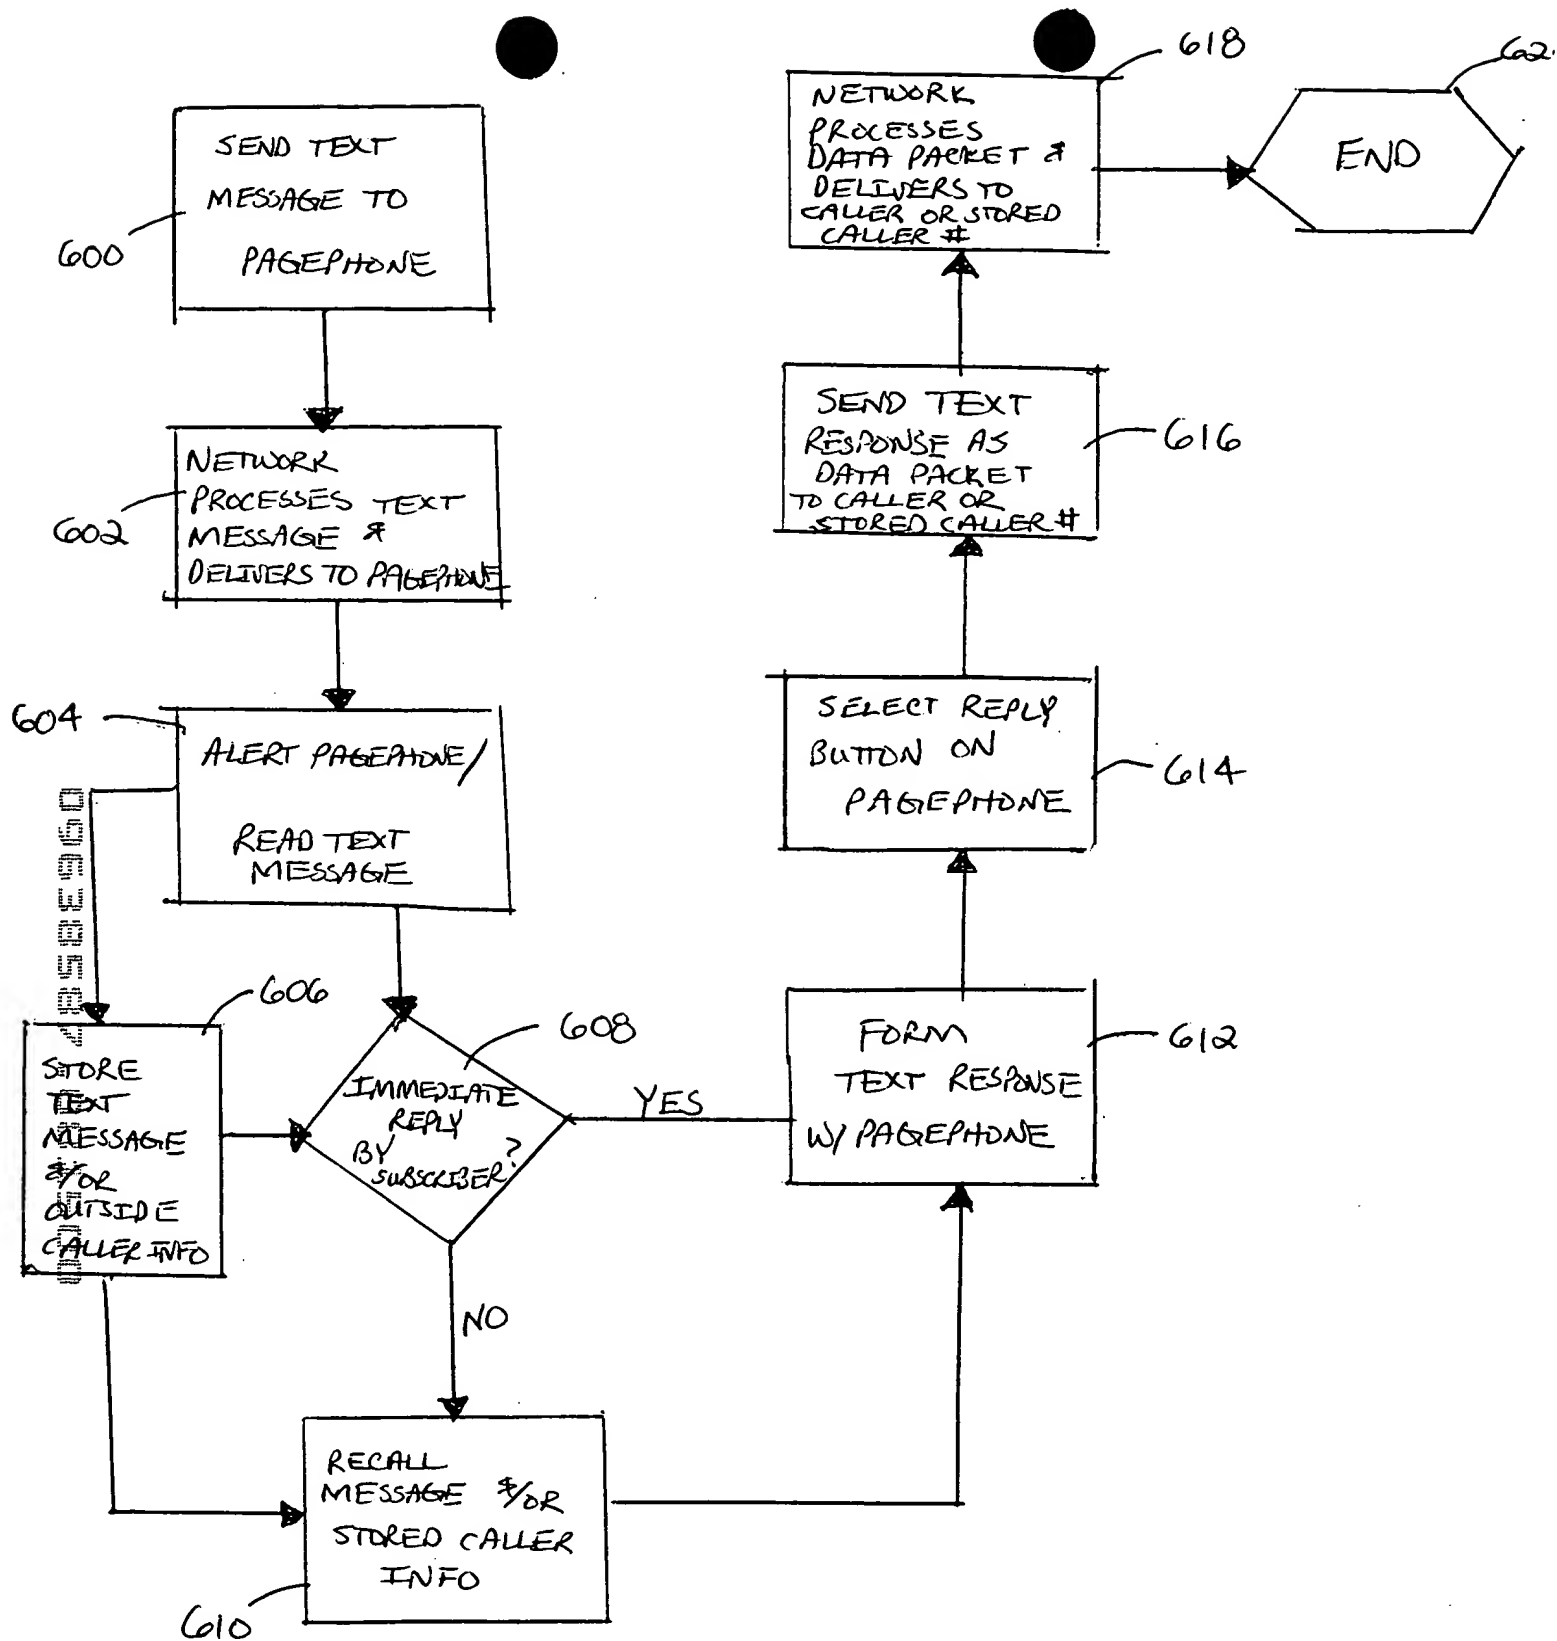 SEND TEXT
MESSAGE TO
PAGEPHONE
600
NETWORK
PROCESSES TEXT
MESSAGE &
DELIVERS TO PAGEPHONE
602
604
ALERT PAGEPHONE/
READ TEXT
MESSAGE
606
STORE
TEXT
MESSAGE
&/OR
OUTSIDE
CALLER INFO
608
IMMEDIATE
REPLY
BY
SUBSCRIBER?
YES
NO
RECALL
MESSAGE &/OR
STORED CALLER
INFO
610
612
FORM
TEXT RESPONSE
W/ PAGEPHONE
SELECT REPLY
BUTTON ON
PAGEPHONE
614
SEND TEXT
RESPONSE AS
DATA PACKET
TO CALLER OR
STORED CALLER #
616
618
NETWORK
PROCESSES
DATA PACKET &
DELIVERS TO
CALLER OR STORED
CALLER #
62
END